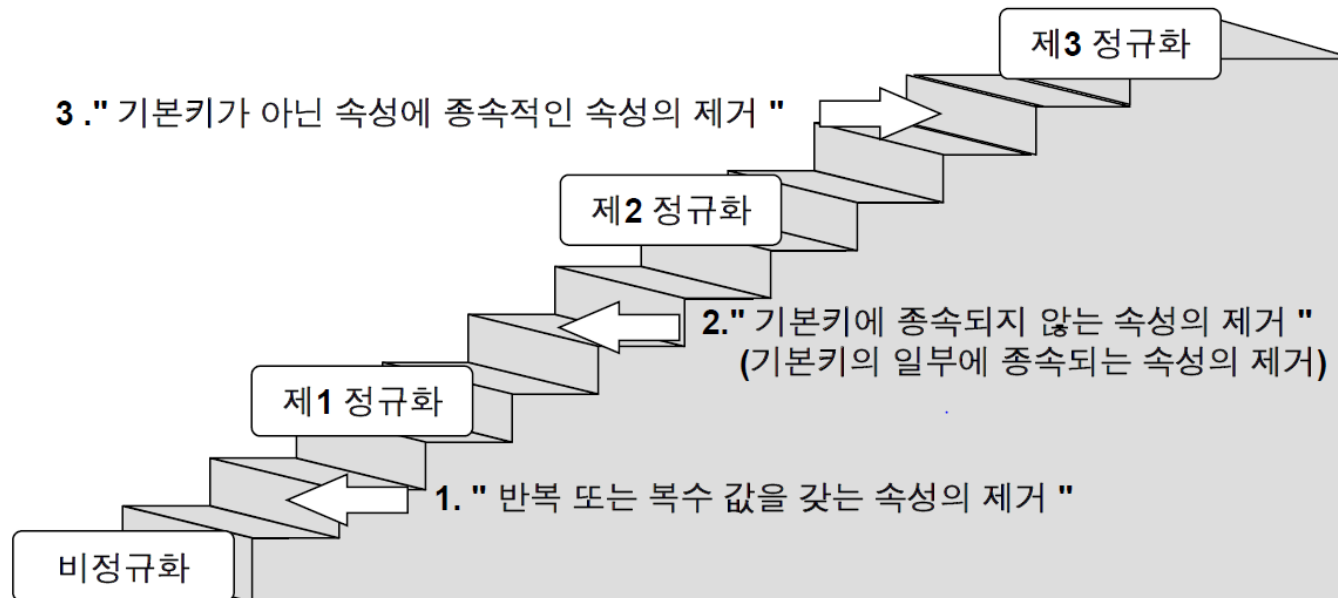 제3 정규화
3 ." 기본키가 아닌 속성에 종속적인 속성의 제거 "
제2 정규화
2." 기본키에 종속되지 않는 속성의 제거 "
(기본키의 일부에 종속되는 속성의 제거)
제1 정규화
1. " 반복 또는 복수 값을 갖는 속성의 제거 "
비정규화